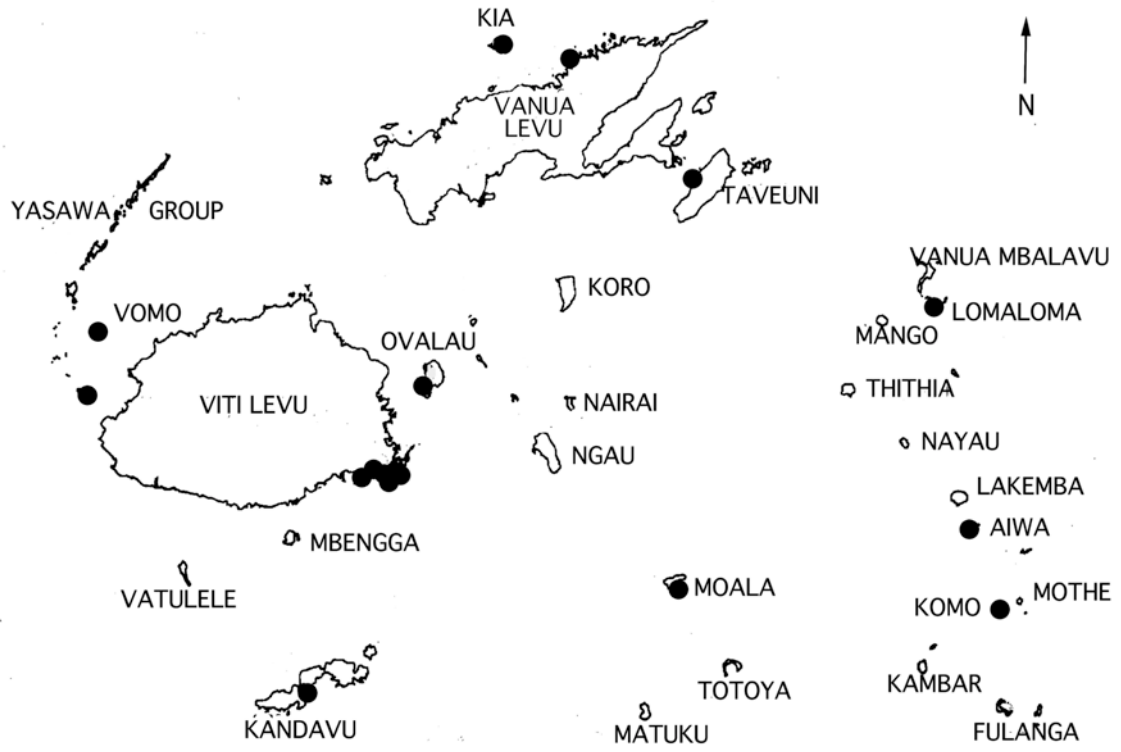 KIA
N
VANUA
LEVU
TAVEUNI
YASAWA GROUP
VANUA MBALAVU
KORO
VOMO
LOMALOMA
MANGO
OVALAU
THITHIA
VITI LEVU
NAIRAI
NAYAU
NGAU
LAKEMBA
AIWA
MBENGGA
MOALA
MOTHE
VATULELE
KOMO
KAMBAR
TOTOYA
KANDAVU
MATUKU
FULANGA